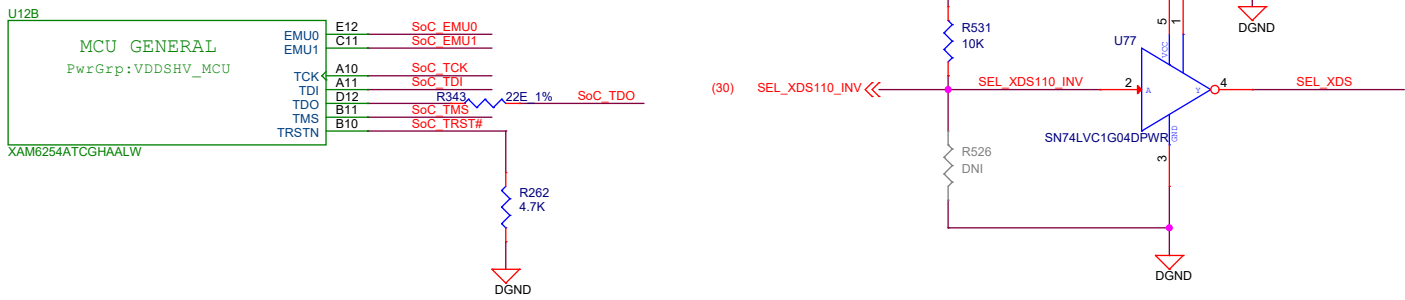 U12B
MCU GENERAL
PwrGrp:VDDSHV_MCU
EMU0 E12 SoC_EMU0
EMU1 C11 SoC_EMU1
TCK A10 SoC_TCK
TDI A11 SoC_TDI
TDO D12 R343 22E_1% SoC_TDO
TMS B11 SoC_TMS
TRSTN B10 SoC_TRST#
XAM6254ATCGHAALW
R262
4.7K
DGND
DGND
R531
10K
5
1
U77
VCC
(30) SEL_XDS110_INV
SEL_XDS110_INV
2
A
Y
4
SEL_XDS
SN74LVC1G04DPWR
GND
3
R526
DNI
DGND